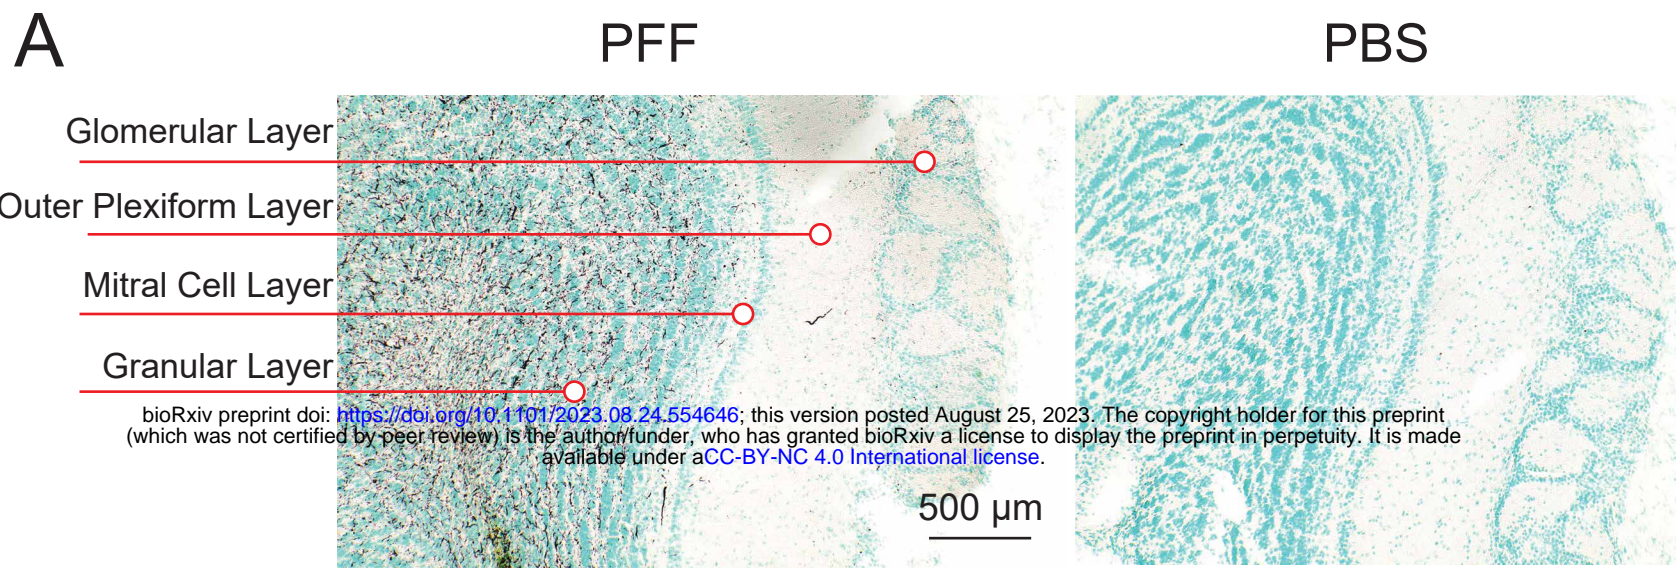 A
PFF
PBS
Glomerular Layer
Outer Plexiform Layer
Mitral Cell Layer
Granular Layer
bioRxiv preprint doi: https://doi.org/10.1101/2023.08.24.554646; this version posted August 25, 2023. The copyright holder for this preprint
(which was not certified by peer review) is the author/funder, who has granted bioRxiv a license to display the preprint in perpetuity. It is made
available under aCC-BY-NC 4.0 International license.
500 µm